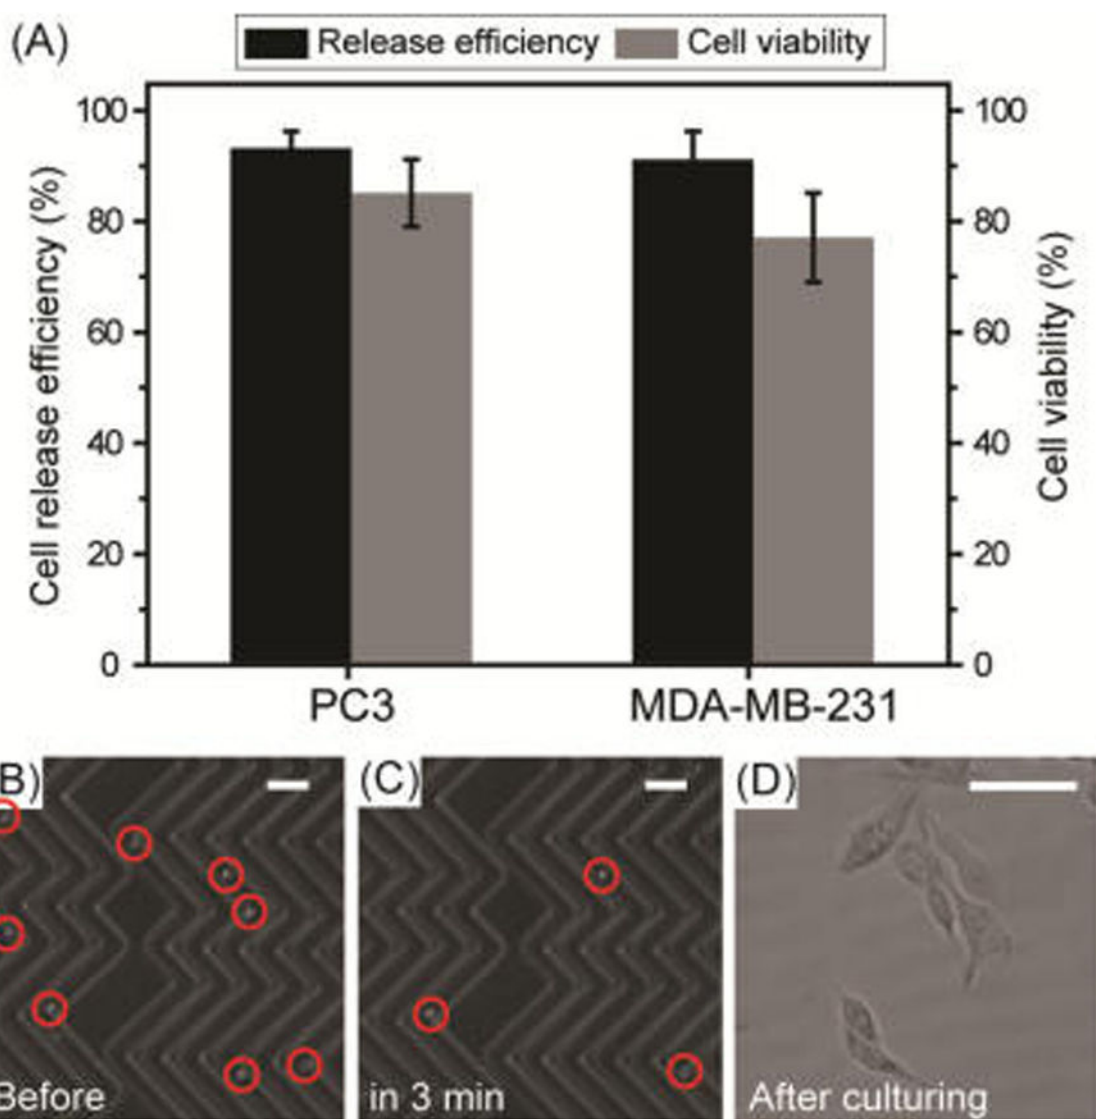 (A)
Release efficiency Cell viability
Cell release efficiency (%)
100
80
60
40
20
0
100
80
60
40
20
0
Cell viability (%)
PC3 MDA-MB-231
B) (C) (D)
Before in 3 min After culturing